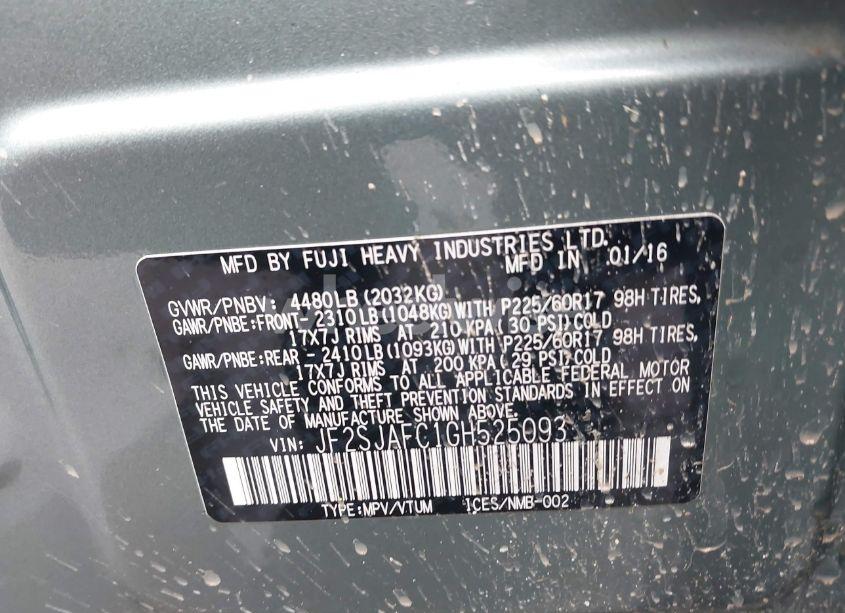 MFD BY FUJI HEAVY INDUSTRIES LTD.
MFD IN 01/16
GVWR/PNBV: 4480LB(2032KG)
GAWR/PNBE:FRONT- 2310LB(1048KG)WITH P225/60R17 98H TIRES,
17X7J RIMS AT 210 KPA( 30 PSI)COLD
GAWR/PNBE:REAR - 2410LB(1093KG)WITH P225/60R17 98H TIRES,
17X7J RIMS AT 200 KPA( 29 PSI)COLD
THIS VEHICLE CONFORMS TO ALL APPLICABLE FEDERAL MOTOR
VEHICLE SAFETY AND THEFT PREVENTION STANDARDS IN EFFECT ON
THE DATE OF MANUFACTURE SHOWN ABOVE.
VIN: JF2SJAFC1GH525093
TYPE:MPV/VTUM ICES/NMB-002